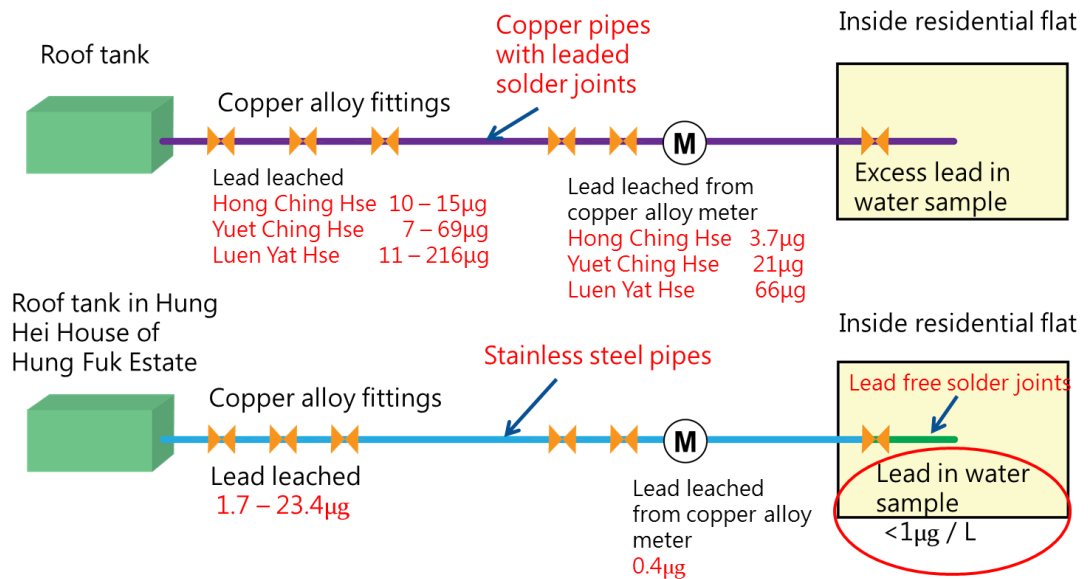 Roof tank
Copper alloy fittings
Copper pipes
with leaded
solder joints
Inside residential flat
M
Lead leached
Hong Ching Hse 10 – 15µg
Yuet Ching Hse 7 – 69µg
Luen Yat Hse 11 – 216µg
Lead leached from
copper alloy meter
Hong Ching Hse 3.7µg
Yuet Ching Hse 21µg
Luen Yat Hse 66µg
Excess lead in
water sample
Roof tank in Hung
Hei House of
Hung Fuk Estate
Copper alloy fittings
Stainless steel pipes
Inside residential flat
Lead free solder joints
M
Lead leached
1.7 – 23.4µg
Lead leached
from copper alloy
meter
0.4µg
Lead in water
sample
<1µg / L